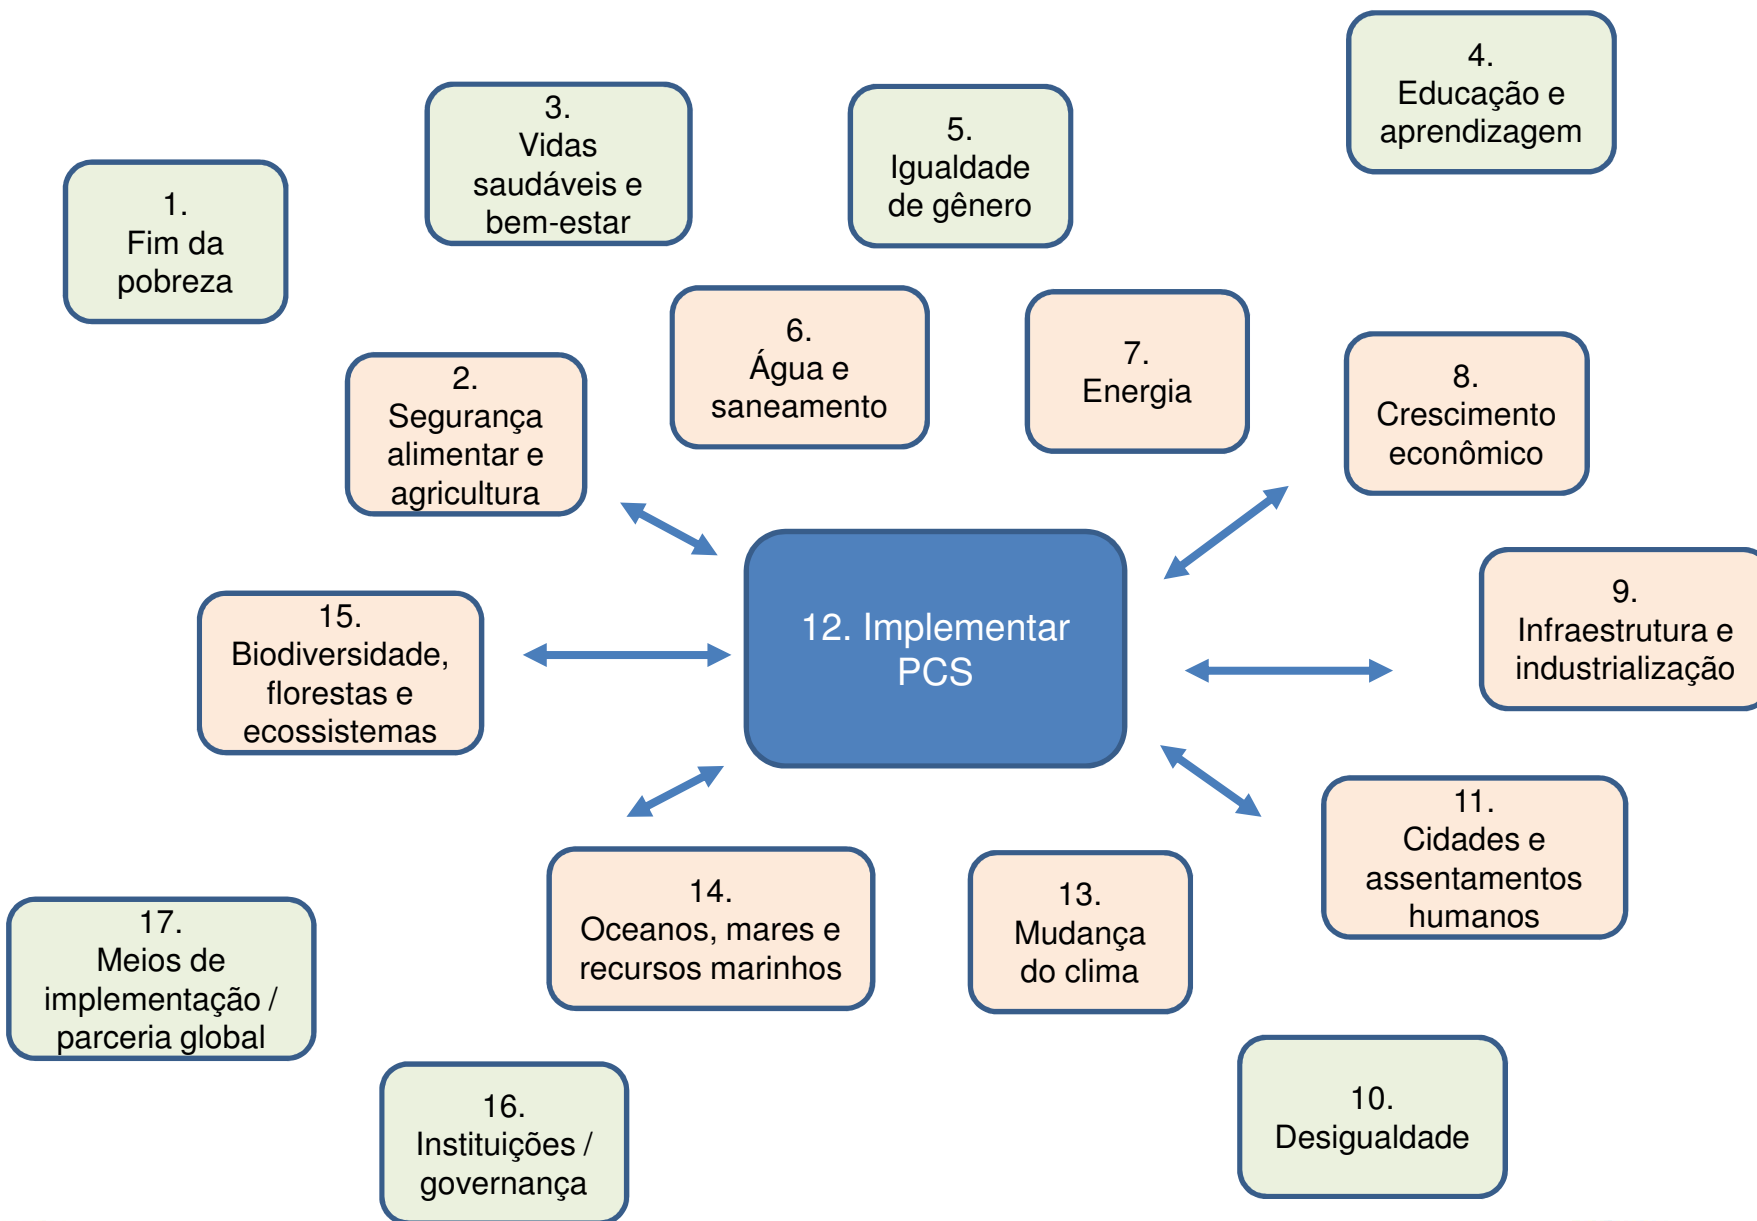 4.
Educação e
aprendizagem
3.
Vidas
saudáveis e
bem-estar
5.
Igualdade
de gênero
1.
Fim da
pobreza
6.
Água e
saneamento
7.
Energia
8.
Crescimento
econômico
2.
Segurança
alimentar e
agricultura
12. Implementar
PCS
9.
Infraestrutura e
industrialização
15.
Biodiversidade,
florestas e
ecossistemas
11.
Cidades e
assentamentos
humanos
14.
Oceanos, mares e
recursos marinhos
13.
Mudança
do clima
17.
Meios de
implementação /
parceria global
16.
Instituições /
governança
10.
Desigualdade